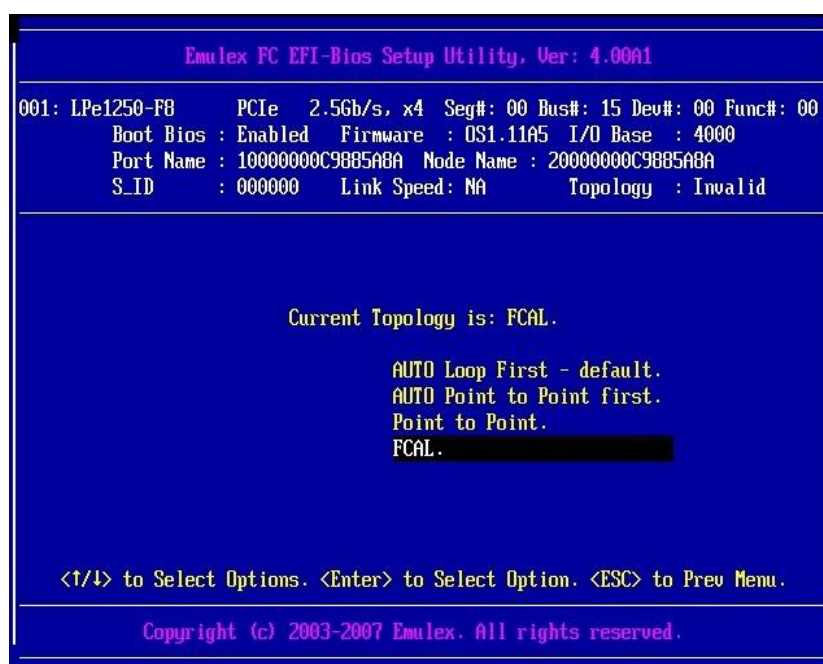 Emulex FC EFI-Bios Setup Utility, Ver: 4.00A1
001: LPe1250-F8 PCIe 2.5Gb/s, x4 Seg#: 00 Bus#: 15 Dev#: 00 Func#: 00
Boot Bios : Enabled Firmware : OS1.11A5 I/O Base : 4000
Port Name : 10000000C9885A8A Node Name : 20000000C9885A8A
S_ID : 000000 Link Speed: NA Topology : Invalid
Current Topology is: FCAL.
AUTO Loop First - default.
AUTO Point to Point first.
Point to Point.
FCAL.
<↑/↓> to Select Options. <Enter> to Select Option. <ESC> to Prev Menu.
Copyright (c) 2003-2007 Emulex. All rights reserved.